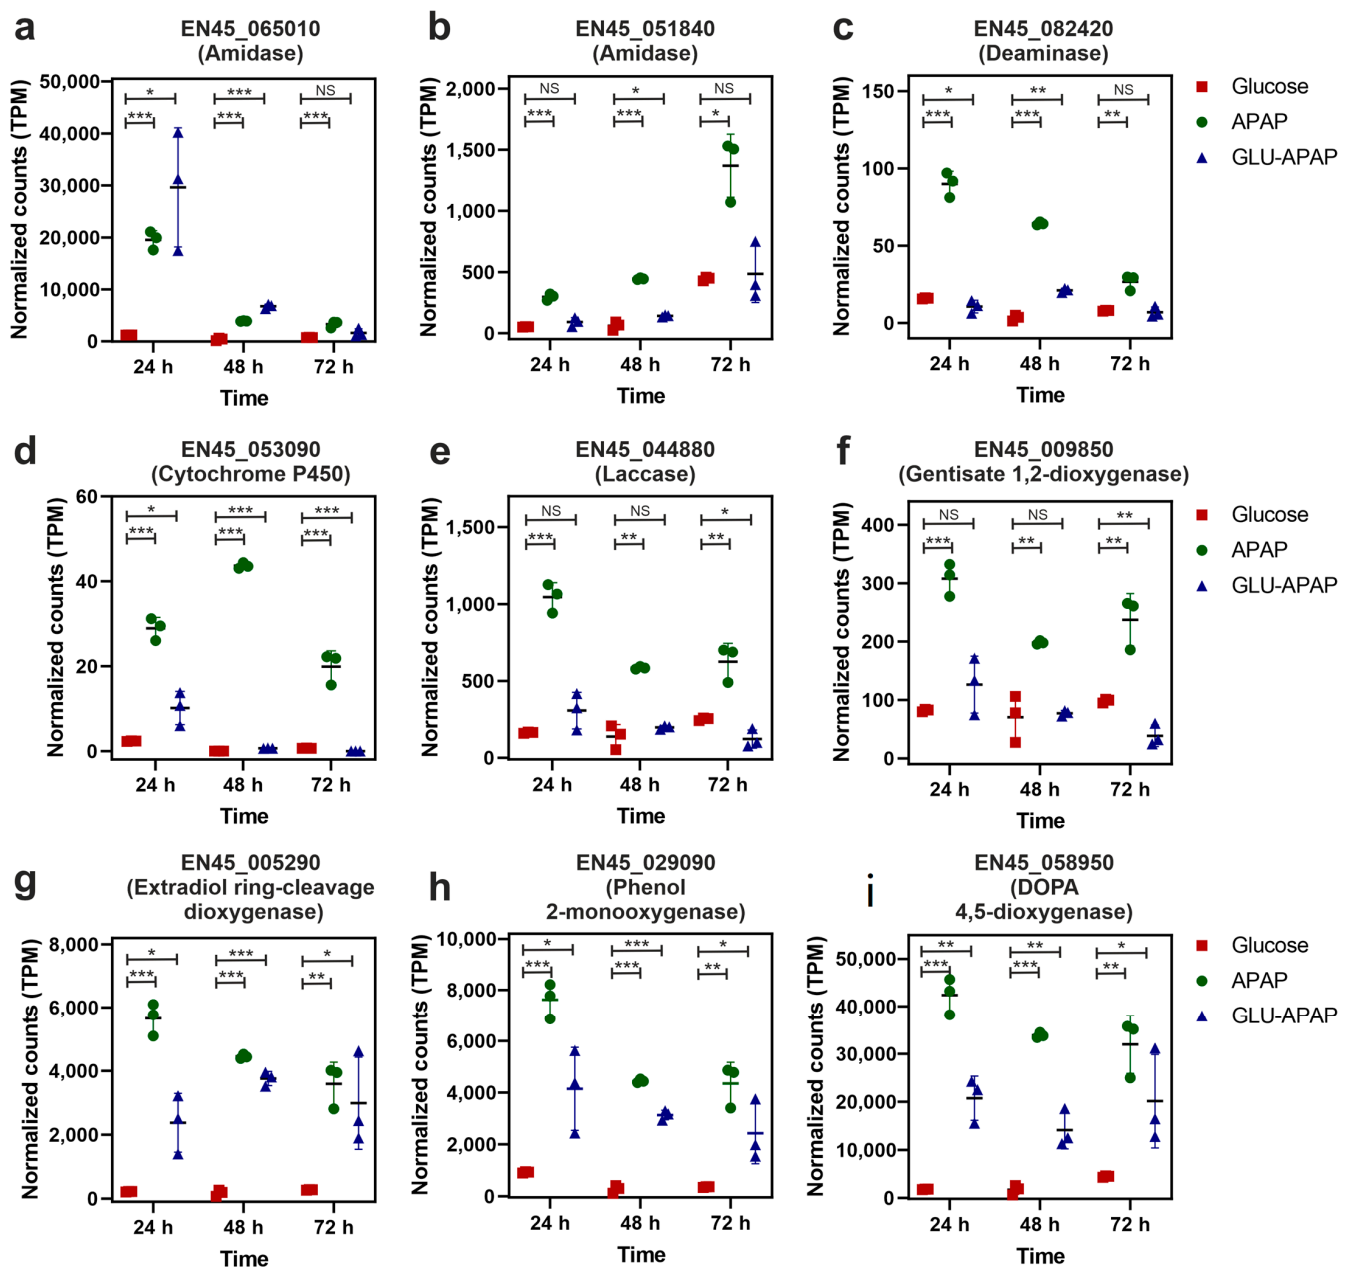 a
EN45_065010
(Amidase)
Normalized counts (TPM)
50,000
40,000
30,000
20,000
10,000
0
* *** NS
*** *** ***
24 h 48 h 72 h
Time
b
EN45_051840
(Amidase)
Normalized counts (TPM)
2,000
1,500
1,000
500
0
NS * NS
*** *** *
24 h 48 h 72 h
Time
c
EN45_082420
(Deaminase)
Normalized counts (TPM)
150
100
50
0
* ** NS
*** *** **
24 h 48 h 72 h
Time
Glucose
APAP
GLU-APAP
d
EN45_053090
(Cytochrome P450)
Normalized counts (TPM)
60
40
20
0
* *** ***
*** *** ***
24 h 48 h 72 h
Time
e
EN45_044880
(Laccase)
Normalized counts (TPM)
1,500
1,000
500
0
NS NS *
*** ** **
24 h 48 h 72 h
Time
f
EN45_009850
(Gentisate 1,2-dioxygenase)
Normalized counts (TPM)
400
300
200
100
0
NS NS **
*** ** **
24 h 48 h 72 h
Time
Glucose
APAP
GLU-APAP
g
EN45_005290
(Extradiol ring-cleavage
dioxygenase)
Normalized counts (TPM)
8,000
6,000
4,000
2,000
0
* *** *
*** *** **
24 h 48 h 72 h
Time
h
EN45_029090
(Phenol
2-monooxygenase)
Normalized counts (TPM)
10,000
8,000
6,000
4,000
2,000
0
* *** *
*** *** **
24 h 48 h 72 h
Time
i
EN45_058950
(DOPA
4,5-dioxygenase)
Normalized counts (TPM)
50,000
40,000
30,000
20,000
10,000
0
** ** *
*** *** **
24 h 48 h 72 h
Time
Glucose
APAP
GLU-APAP